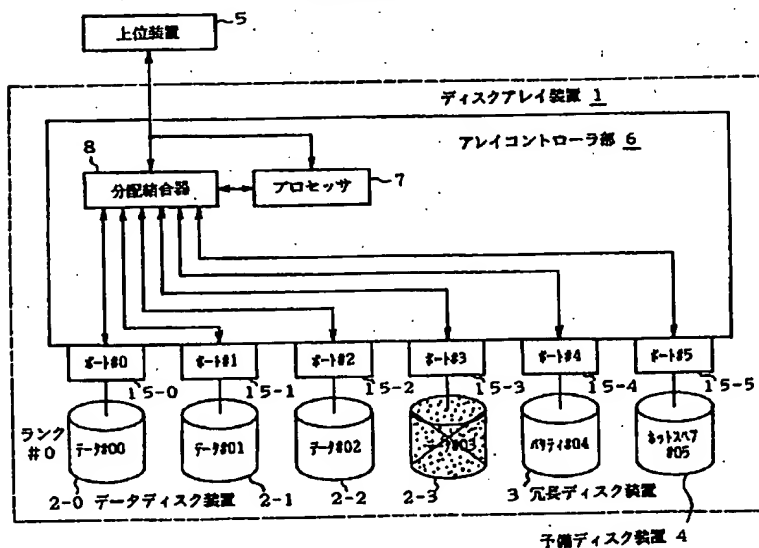 上位装置 5
ディスクアレイ装置 1
アレイコントローラ部 6
8
分配結合器
プロセッサ
7
ポート#0 ポート#1 ポート#2 ポート#3 ポート#4 ポート#5
15-0 15-1 15-2 15-3 15-4 15-5
ランク
#0
データ#00 データ#01 データ#02 データ#03 パリティ#04 ホットスペア
#05
2-0 データディスク装置 2-1 2-2 2-3 3 冗長ディスク装置
予備ディスク装置 4